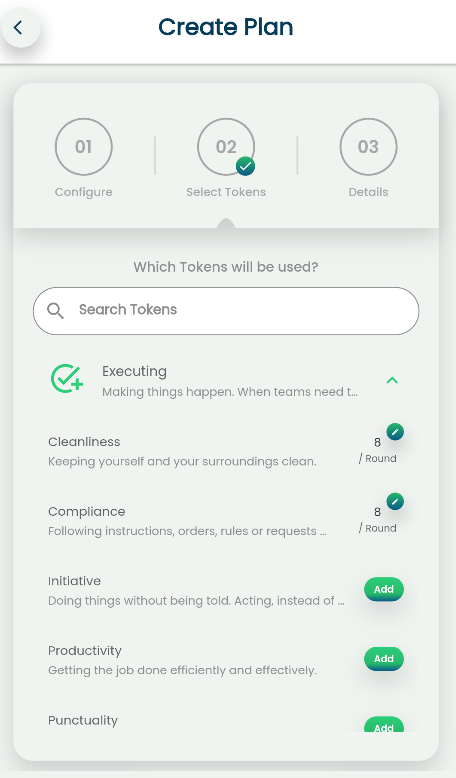 Create Plan
01
02
03
Configure
Select Tokens
Details
Which Tokens will be used?
Search Tokens
Executing
Making things happen. When teams need t...
Cleanliness
Keeping yourself and your surroundings clean.
8
/ Round
Compliance
Following instructions, orders, rules or requests ...
8
/ Round
Initiative
Doing things without being told. Acting, instead of ...
Add
Productivity
Getting the job done efficiently and effectively.
Add
Punctuality
Add